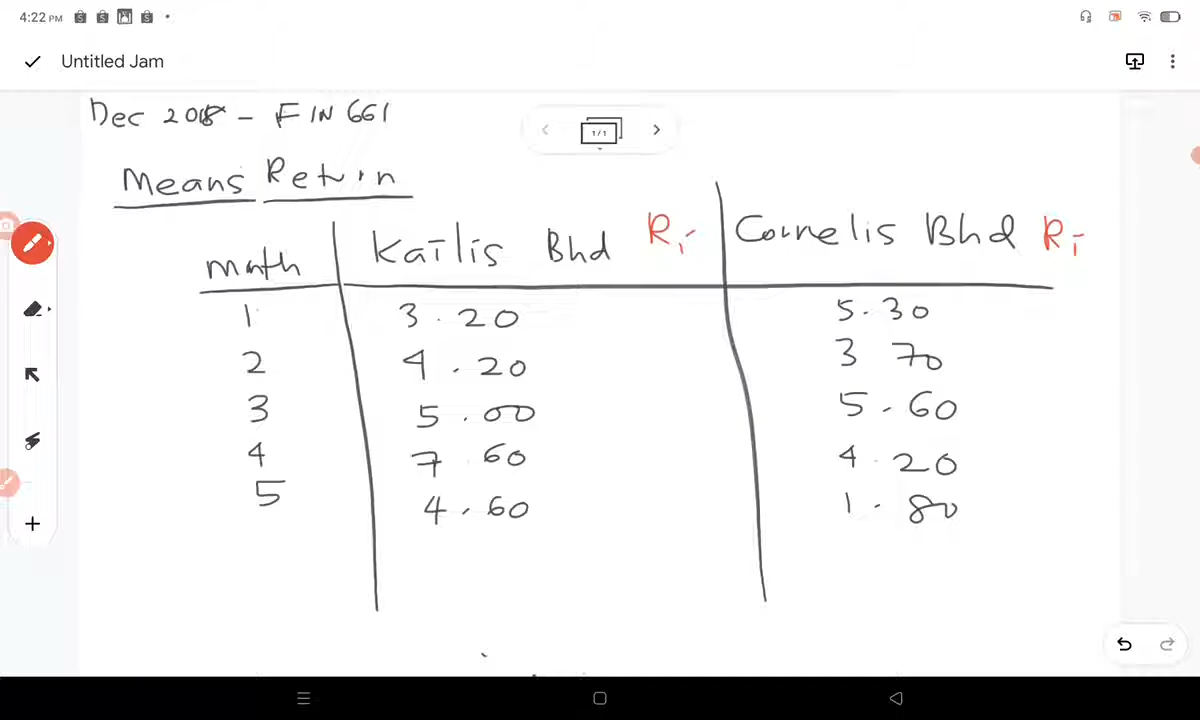 4:22 PM
Untitled Jam
Dec 2018 - FIN 661
1/1
Means Return
Month Kailis Bhd Ri Cornelis Bhd Ri
1 3.20 5.30
2 4.20 3 70
3 5.00 5.60
4 7 60 4.20
5 4.60 1.80